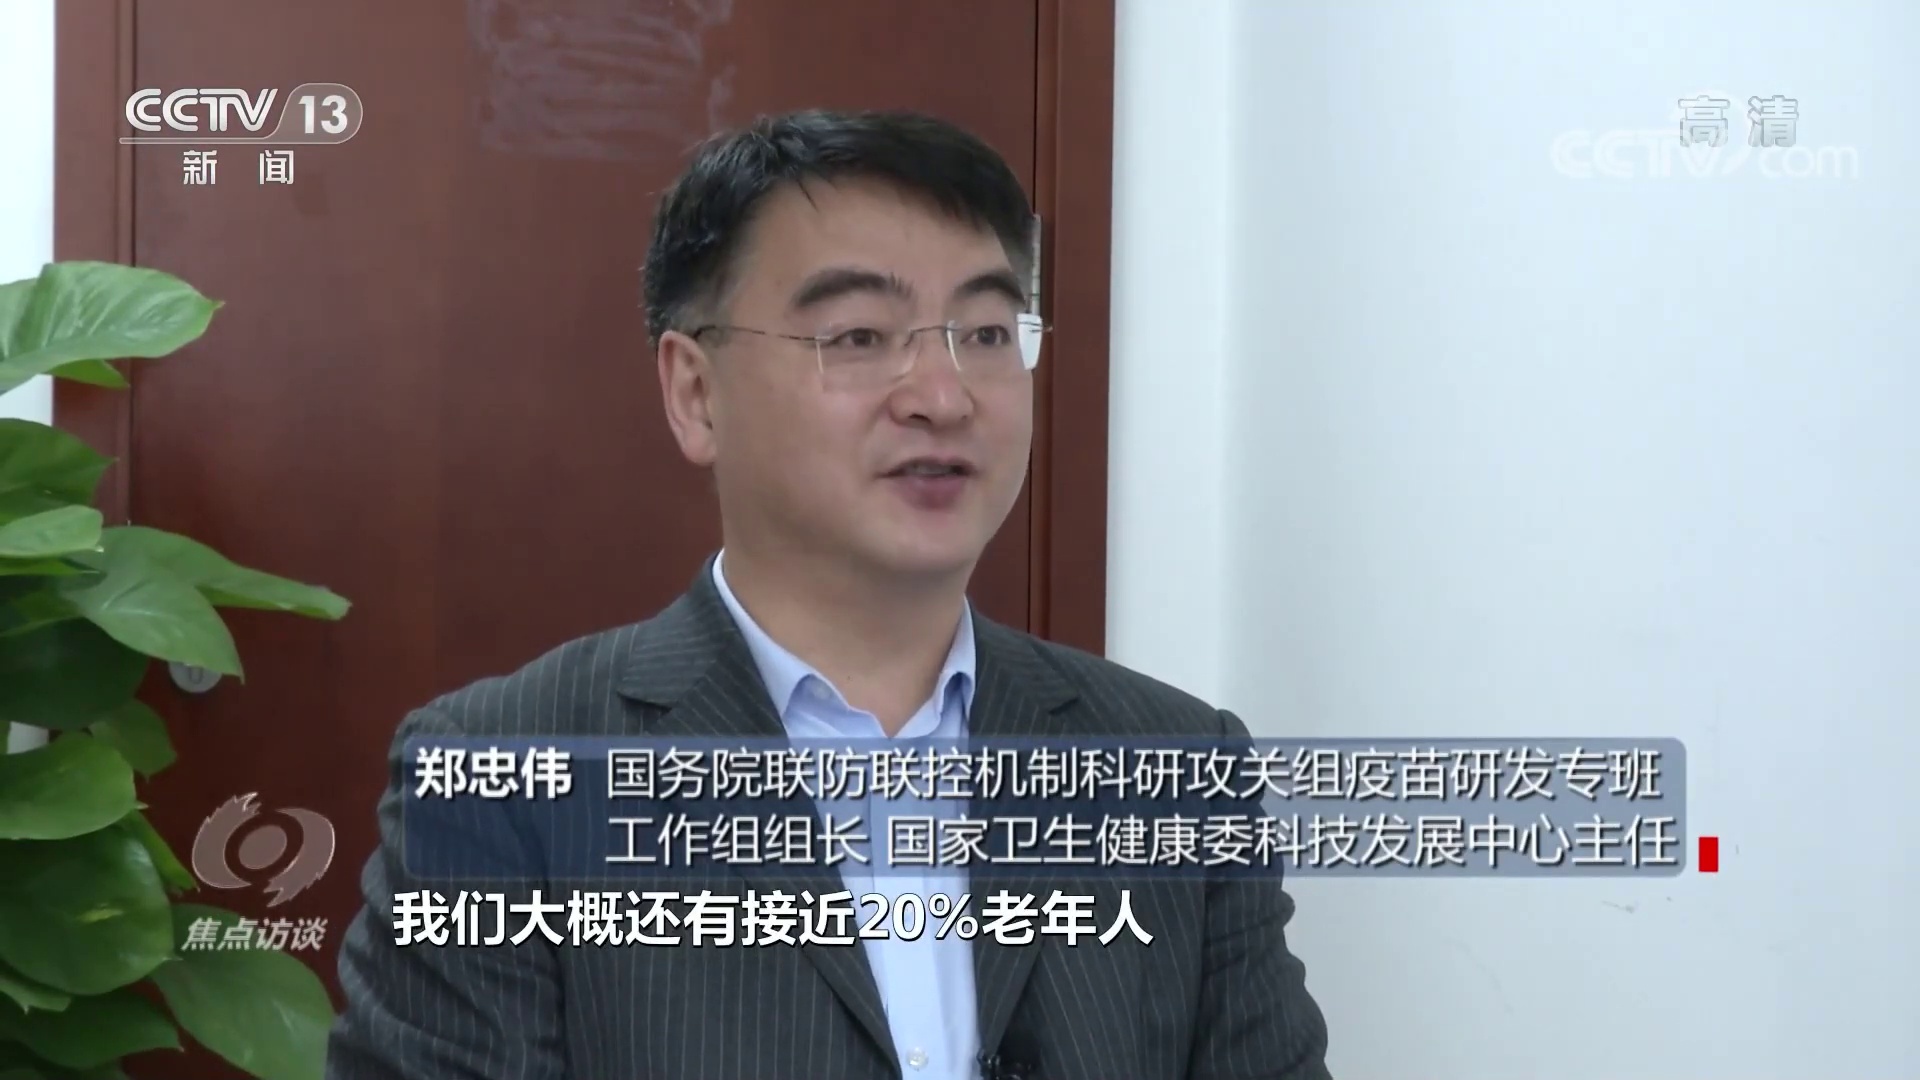 CCTV 13
新闻
高清
CCTV.com
郑忠伟 国务院联防联控机制科研攻关组疫苗研发专班
工作组组长 国家卫生健康委科技发展中心主任
焦点访谈
我们大概还有接近20%老年人